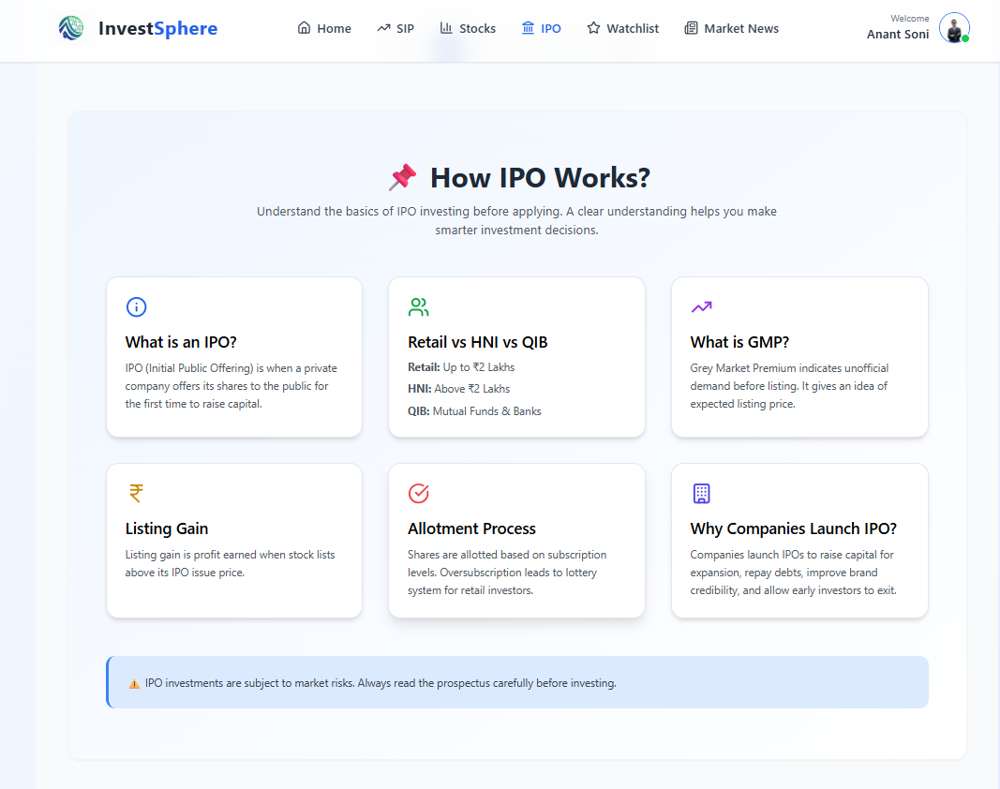 InvestSphere
Home
SIP
Stocks
IPO
Watchlist
Market News
Welcome
Anant Soni
How IPO Works?
Understand the basics of IPO investing before applying. A clear understanding helps you make
smarter investment decisions.
What is an IPO?
IPO (Initial Public Offering) is when a private
company offers its shares to the public for
the first time to raise capital.
Retail vs HNI vs QIB
Retail: Up to ₹2 Lakhs
HNI: Above ₹2 Lakhs
QIB: Mutual Funds & Banks
What is GMP?
Grey Market Premium indicates unofficial
demand before listing. It gives an idea of
expected listing price.
₹
Listing Gain
Listing gain is profit earned when stock lists
above its IPO issue price.
Allotment Process
Shares are allotted based on subscription
levels. Oversubscription leads to lottery
system for retail investors.
Why Companies Launch IPO?
Companies launch IPOs to raise capital for
expansion, repay debts, improve brand
credibility, and allow early investors to exit.
IPO investments are subject to market risks. Always read the prospectus carefully before investing.